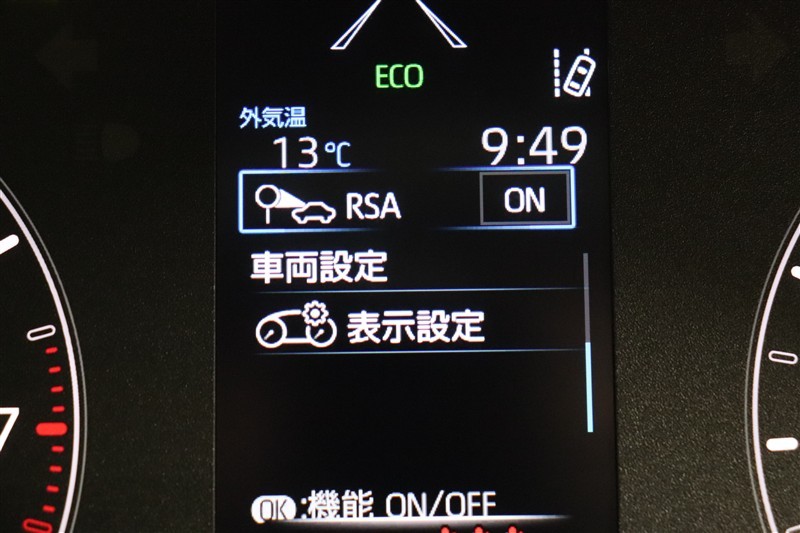 ECO
外気温
13℃ 9:49
RSA ON
車両設定
表示設定
OK:機能 ON/OFF
7